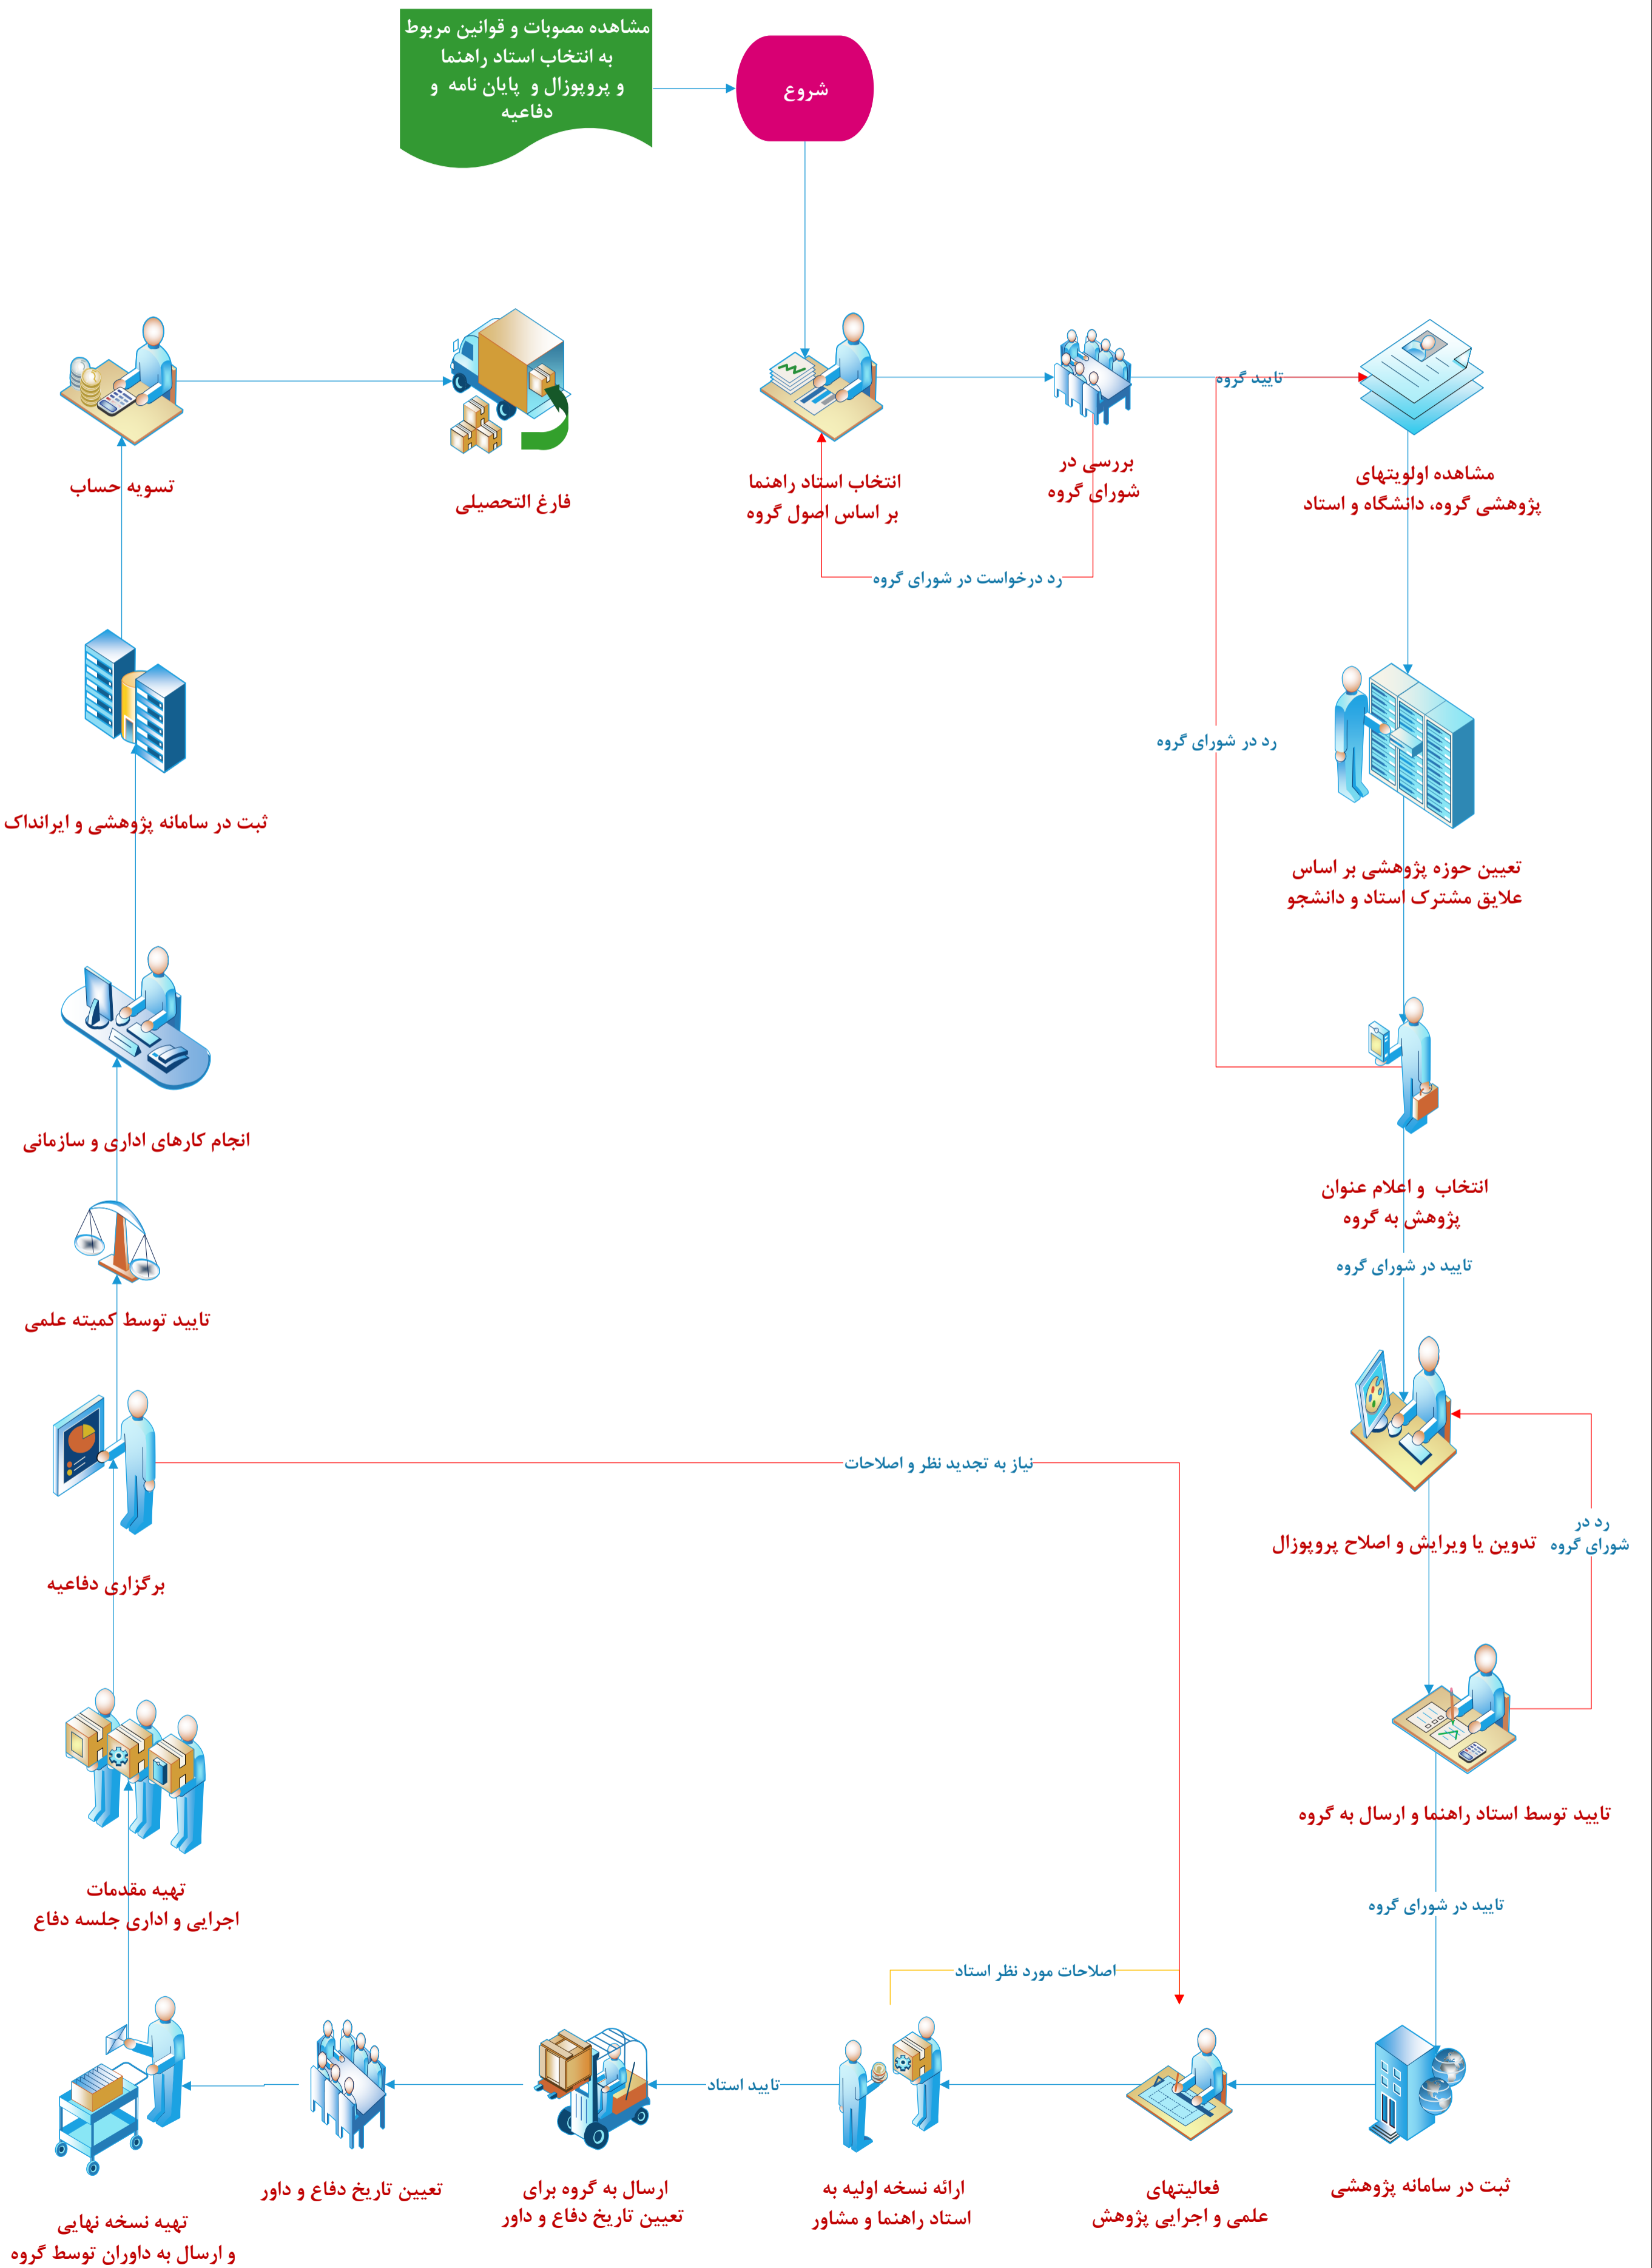 مشاهده مصوبات و قوانین مربوط
به انتخاب استاد راهنما
و پروپوزال و پایان نامه و
دفاعیه
شروع
انتخاب استاد راهنما
بر اساس اصول گروه
بررسی در
شورای گروه
رد درخواست در شورای گروه
تایید گروه
مشاهده اولویتهای
پژوهشی گروه، دانشگاه و استاد
تعیین حوزه پژوهشی بر اساس
علایق مشترک استاد و دانشجو
رد در شورای گروه
انتخاب و اعلام عنوان
پژوهش به گروه
تایید در شورای گروه
تدوین یا ویرایش و اصلاح پروپوزال
رد در
شورای گروه
تایید توسط استاد راهنما و ارسال به گروه
تایید در شورای گروه
ثبت در سامانه پژوهشی
فعالیتهای
علمی و اجرایی پژوهش
اصلاحات مورد نظر استاد
ارائه نسخه اولیه به
استاد راهنما و مشاور
تایید استاد
ارسال به گروه برای
تعیین تاریخ دفاع و داور
تعیین تاریخ دفاع و داور
تهیه نسخه نهایی
و ارسال به داوران توسط گروه
تهیه مقدمات
اجرایی و اداری جلسه دفاع
برگزاری دفاعیه
نیاز به تجدید نظر و اصلاحات
تایید توسط کمیته علمی
انجام کارهای اداری و سازمانی
ثبت در سامانه پژوهشی و ایرانداک
تسویه حساب
فارغ التحصیلی